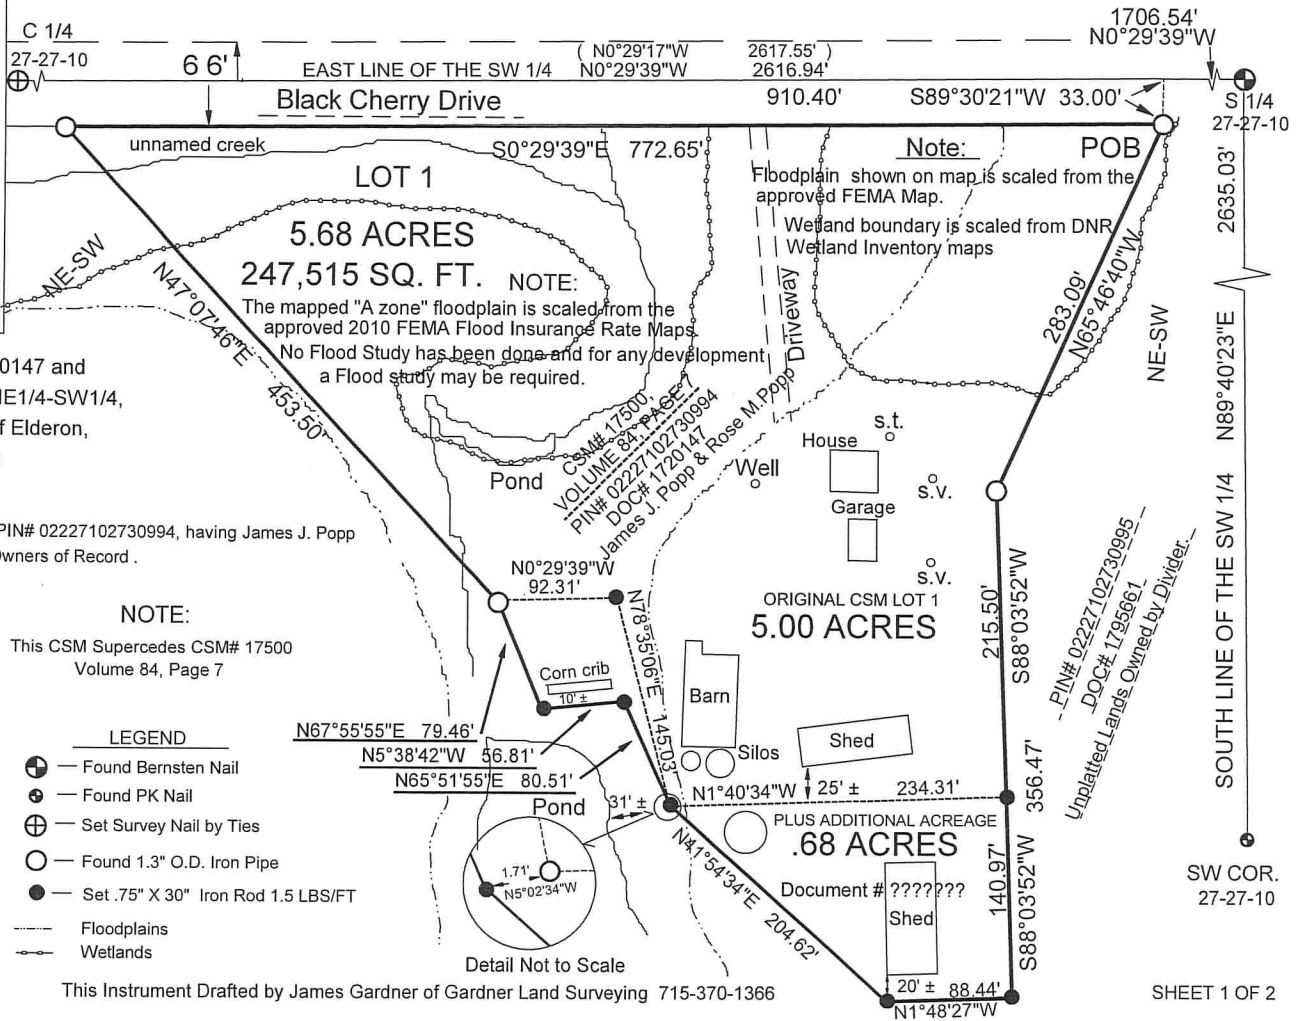 C 1/4
27-27-10
66'
( N0°29'17"W 2617.55' )
EAST LINE OF THE SW 1/4 N0°29'39"W 2616.94'
1706.54'
N0°29'39"W
Black Cherry Drive
910.40' S89°30'21"W 33.00'
S 1/4
27-27-10
unnamed creek
S0°29'39"E 772.65'
Note:
POB
Floodplain shown on map is scaled from the
approved FEMA Map.
Wetland boundary is scaled from DNR
Wetland Inventory maps
LOT 1
5.68 ACRES
247,515 SQ. FT.
NOTE:
The mapped "A zone" floodplain is scaled from the
approved 2010 FEMA Flood Insurance Rate Maps.
No Flood Study has been done and for any development
a Flood study may be required.
NE-SW
N47°07'46"E 453.50'
Driveway
283.09'
N65°46'40"W
NE-SW
2635.03'
N89°40'23"E
SOUTH LINE OF THE SW 1/4
0147 and
IE1/4-SW1/4,
f Elderon,
CSM# 17500,
VOLUME 84, PAGE 7
PIN# 02227102730994
DOC# 1720147
James J. Popp & Rose M.Popp
Pond
Well
House
s.t.
s.v.
Garage
s.v.
PIN# 02227102730994, having James J. Popp
Owners of Record .
NOTE:
This CSM Supercedes CSM# 17500
Volume 84, Page 7
N0°29'39"W
92.31'
N78°35'06"E 145.03'
ORIGINAL CSM LOT 1
5.00 ACRES
215.50'
S88°03'52"W
PIN# 02227102730995
DOC# 1795661
Unplatted Lands Owned by Divider.
Corn crib
10' ±
Barn
Silos
Shed
N67°55'55"E 79.46'
N5°38'42"W 56.81'
N65°51'55"E 80.51'
Pond
31' ±
N1°40'34"W 25' ± 234.31'
356.47'
PLUS ADDITIONAL ACREAGE
.68 ACRES
Document # ???????
Shed
N41°54'34"E 204.62'
140.97'
S88°03'52"W
1.71'
N5°02'34"W
Detail Not to Scale
20' ± 88.44'
N1°48'27"W
SW COR.
27-27-10
LEGEND
Found Bernsten Nail
Found PK Nail
Set Survey Nail by Ties
Found 1.3" O.D. Iron Pipe
Set .75" X 30" Iron Rod 1.5 LBS/FT
Floodplains
Wetlands
This Instrument Drafted by James Gardner of Gardner Land Surveying 715-370-1366
SHEET 1 OF 2